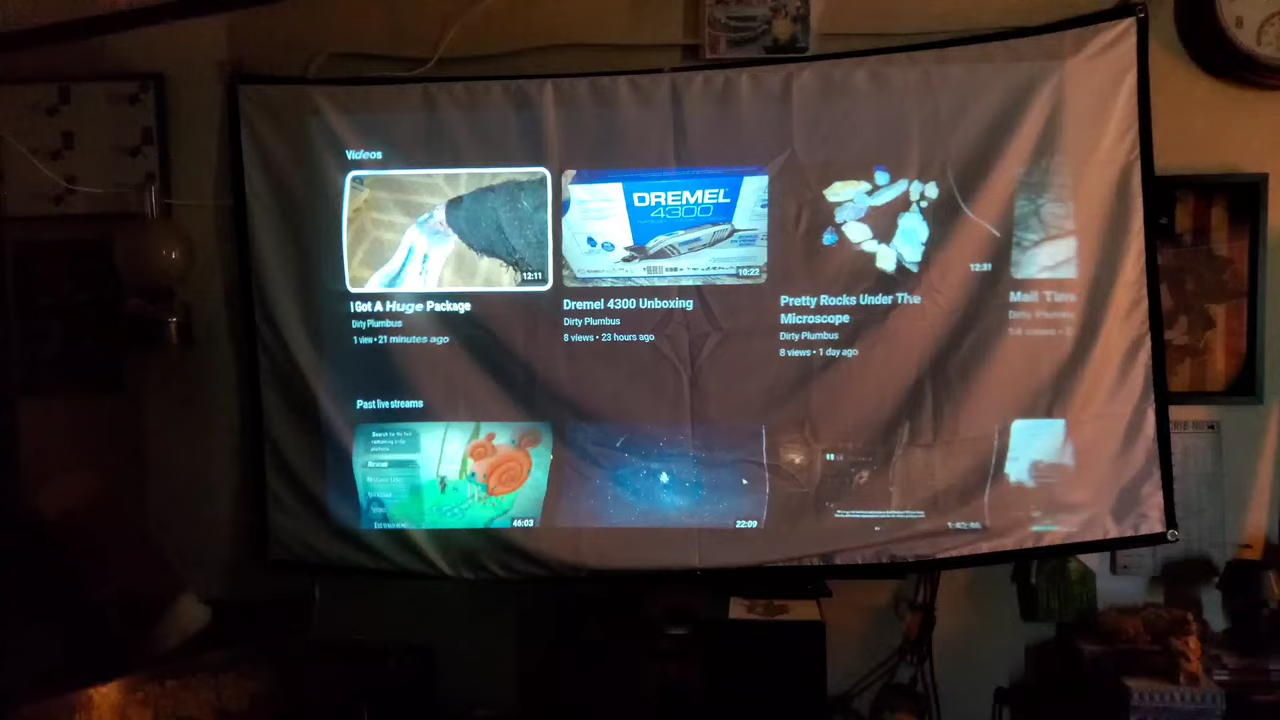 Videos
12:11
DREMEL
4300
10:22
12:31
I Got A Huge Package
Dirty Plumbus
1 view • 21 minutes ago
Dremel 4300 Unboxing
Dirty Plumbus
8 views • 23 hours ago
Pretty Rocks Under The
Microscope
Dirty Plumbus
8 views • 1 day ago
Mail Time
Past live streams
46:03
22:09